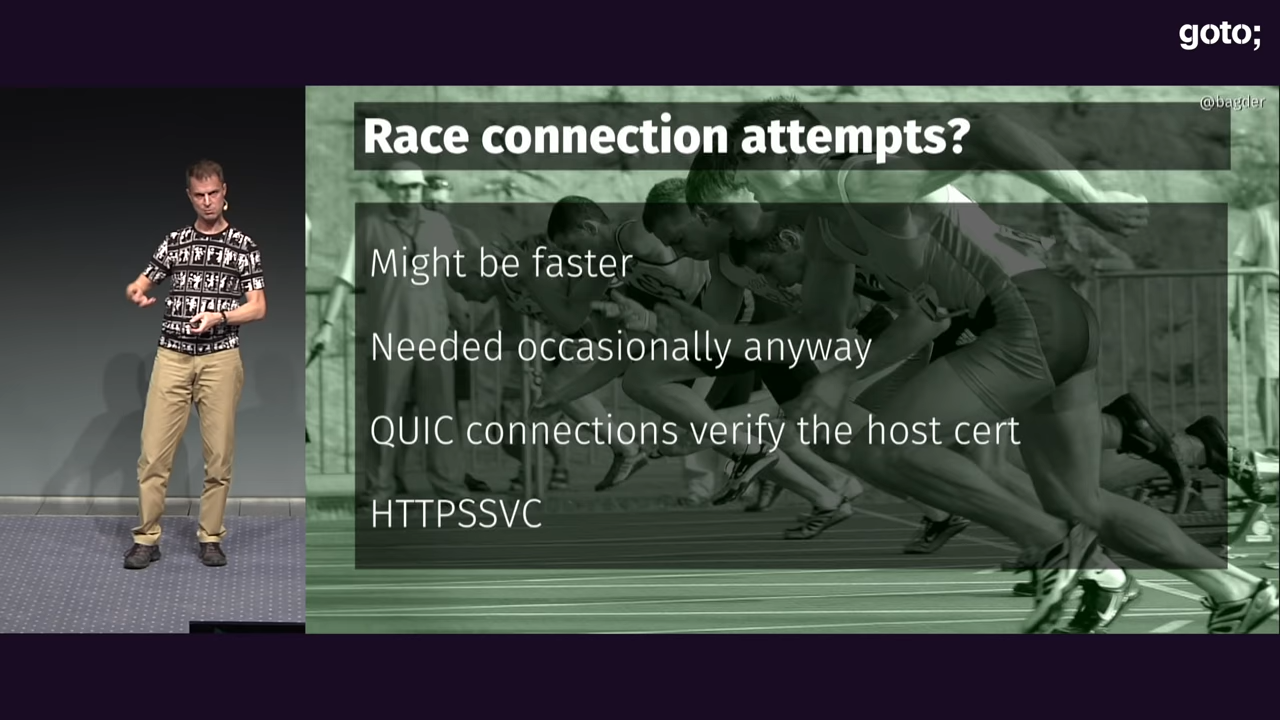 goto;
@bagder
Race connection attempts?
Might be faster
Needed occasionally anyway
QUIC connections verify the host cert
HTTPSSVC